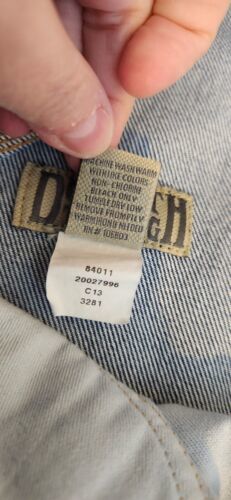 MACHINE WASH WARM
WITH LIKE COLORS
NON-CHLORINE
BLEACH ONLY
TUMBLE DRY LOW
REMOVE PROMPTLY
WARM IRON IF NEEDED
84011
20027996
C13
3281